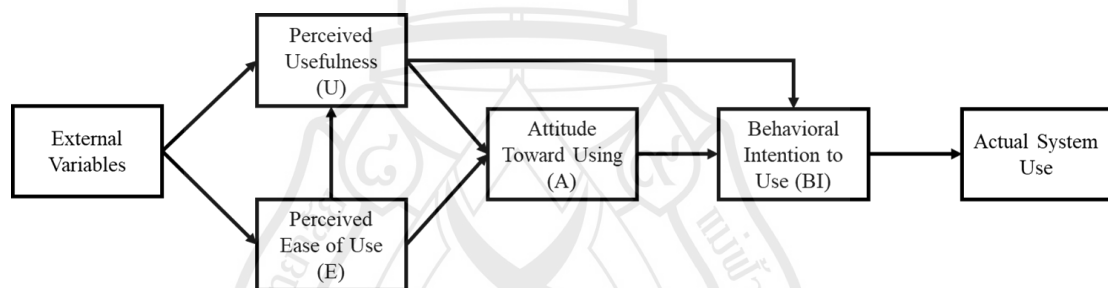 External
Variables
Perceived
Usefulness
(U)
Perceived
Ease of Use
(E)
Attitude
Toward Using
(A)
Behavioral
Intention to
Use (BI)
Actual System
Use